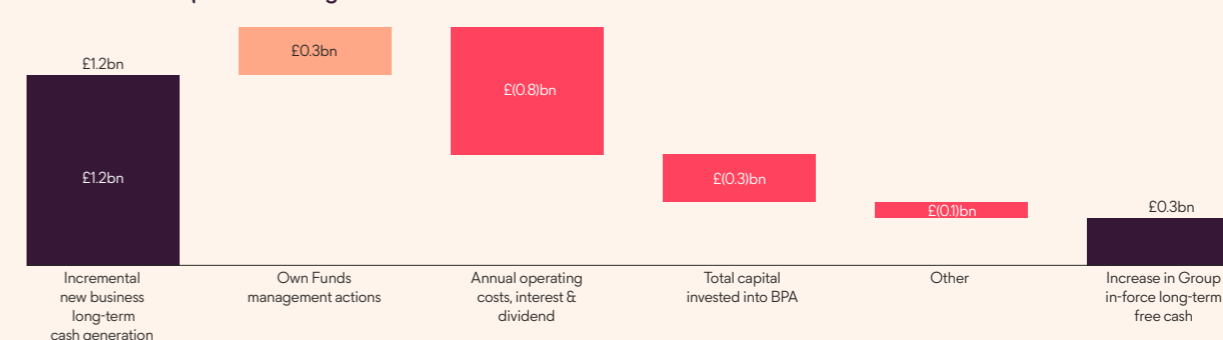 £1.2bn
£1.2bn
£0.3bn
£(0.8)bn
£(0.3)bn
£(0.1)bn
£0.3bn
Incremental
new business
long-term
cash generation
Own Funds
management actions
Annual operating
costs, interest &
dividend
Total capital
invested into BPA
Other
Increase in Group
in-force long-term
free cash